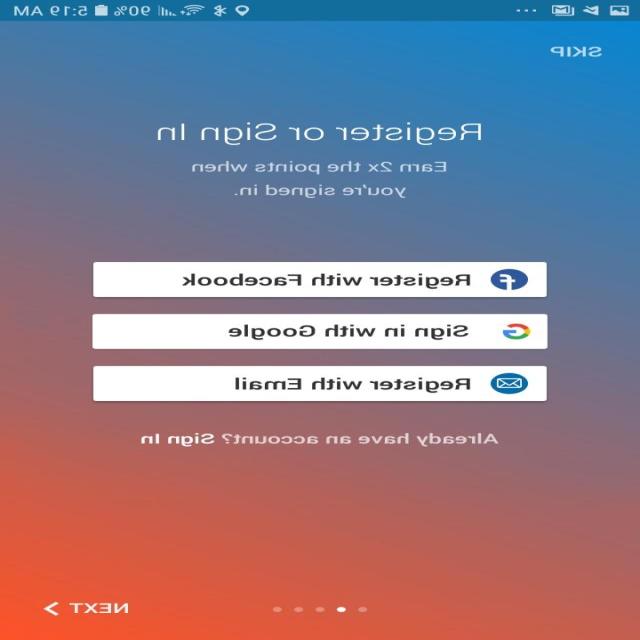 5:19 AM
90%
SKIP
Register or Sign In
Earn 2x the points when
you're signed in.
Register with Facebook
Sign in with Google
Register with Email
Already have an account? Sign In
NEXT